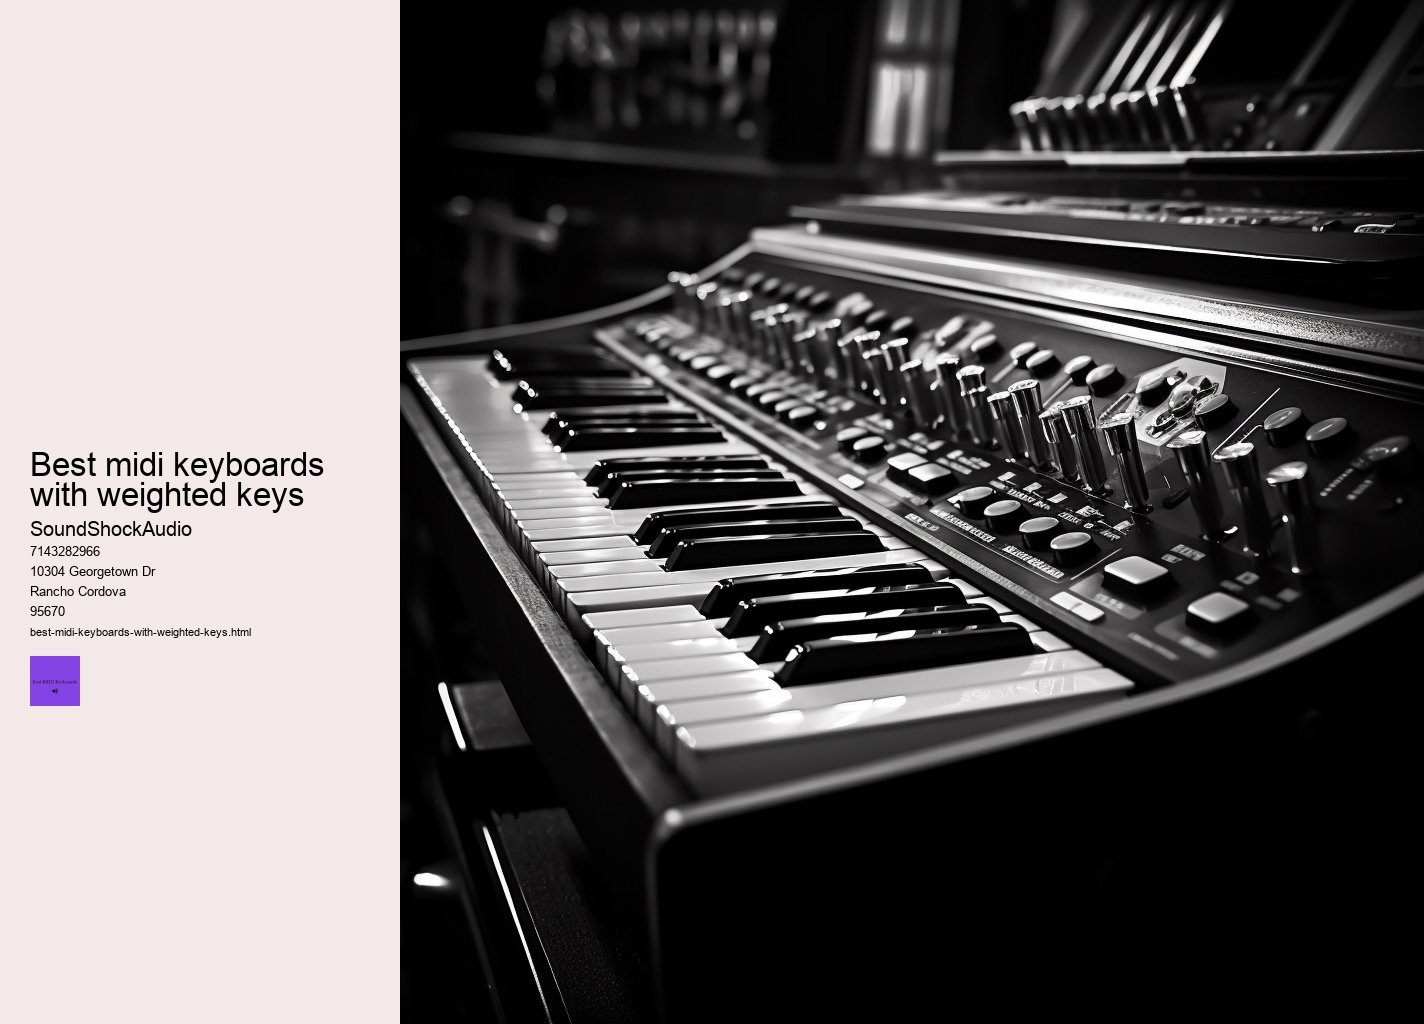 Best midi keyboards
with weighted keys
SoundShockAudio
7143282966
10304 Georgetown Dr
Rancho Cordova
95670
best-midi-keyboards-with-weighted-keys.html
Best MIDI Keyboards